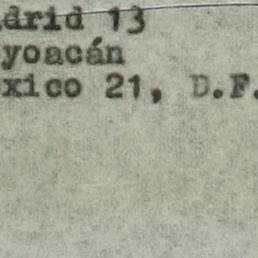 adrid 13
yoacán
xico 21, D.F.